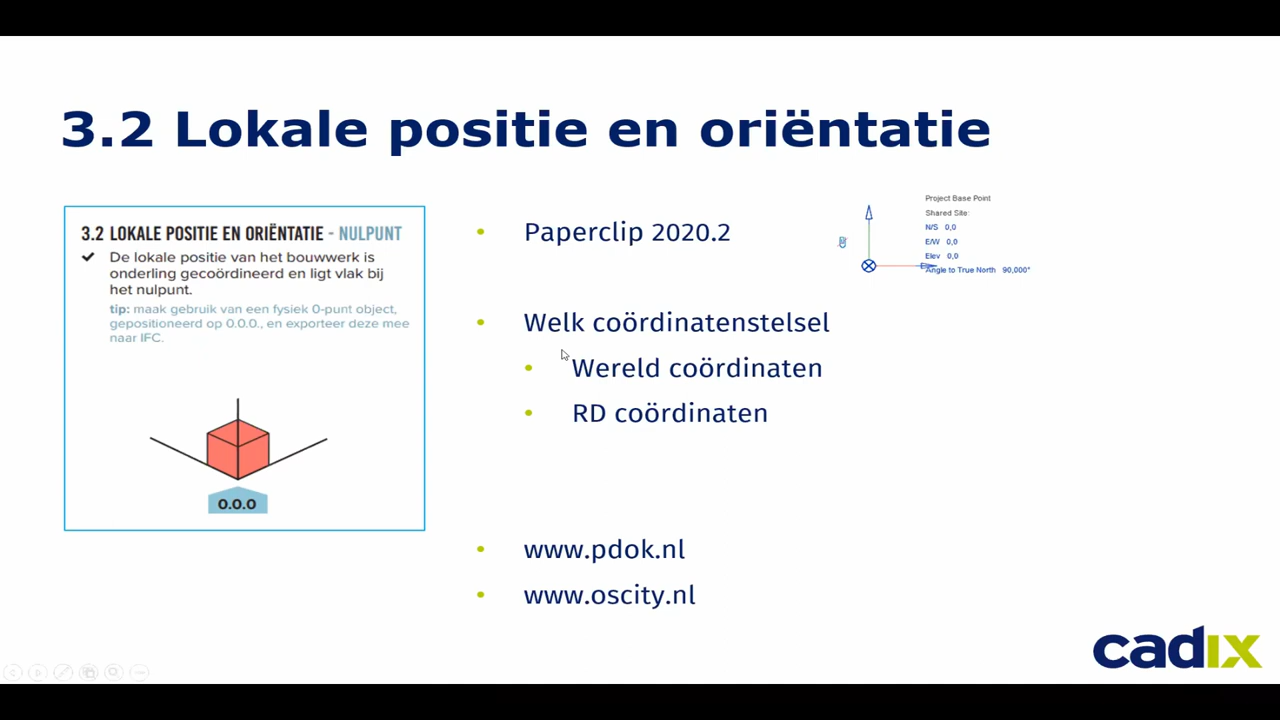 3.2 Lokale positie en oriëntatie
3.2 LOKALE POSITIE EN ORIËNTATIE - NULPUNT
De lokale positie van het bouwwerk is
onderling gecoördineerd en ligt vlak bij
het nulpunt.
tip: maak gebruik van een fysiek 0-punt object,
gepositioneerd op 0.0.0., en exporteer deze mee
naar IFC.
0.0.0
• Paperclip 2020.2
• Welk coördinatenstelsel
• Wereld coördinaten
• RD coördinaten
• www.pdok.nl
• www.oscity.nl
Project Base Point
Shared Site:
N/S 0,0
E/W 0,0
Elev 0,0
Angle to True North 90,000°
cadix